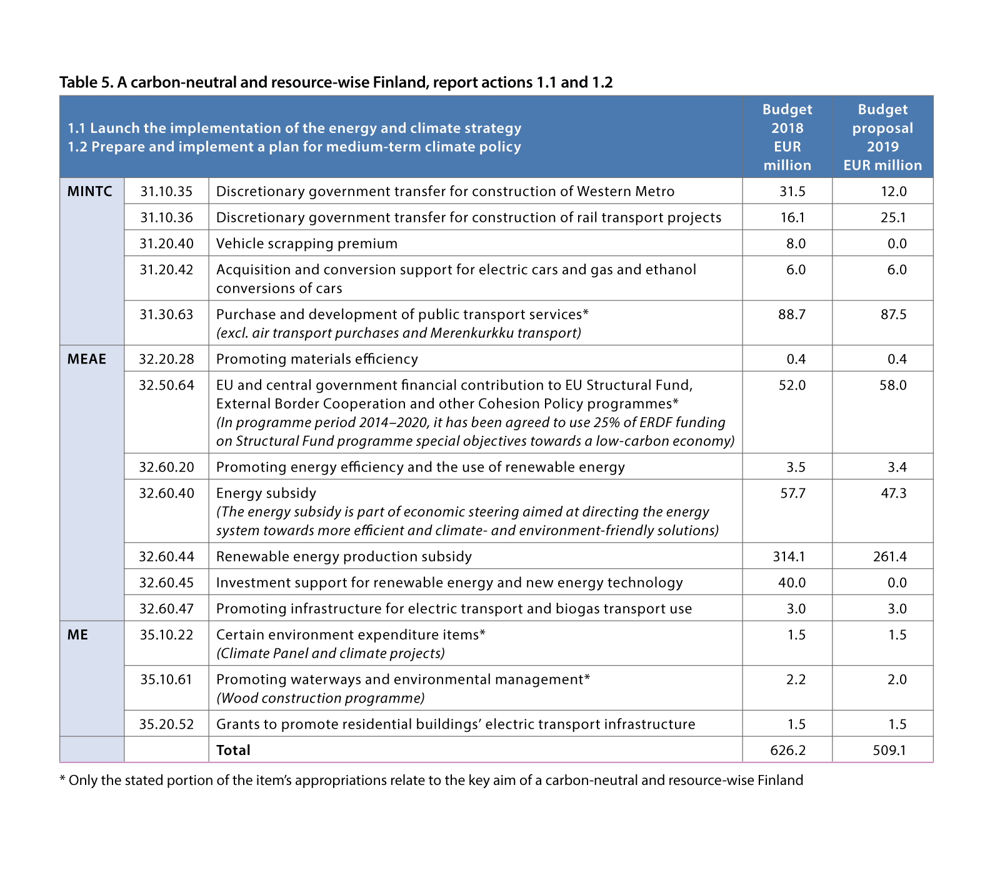 Table 5. A carbon-neutral and resource-wise Finland, report actions 1.1 and 1.2
1.1 Launch the implementation of the energy and climate strategy
1.2 Prepare and implement a plan for medium-term climate policy
Budget
2018
EUR
million
Budget
proposal
2019
EUR million
MINTC 31.10.35 Discretionary government transfer for construction of Western Metro 31.5 12.0
31.10.36 Discretionary government transfer for construction of rail transport projects 16.1 25.1
31.20.40 Vehicle scrapping premium 8.0 0.0
31.20.42 Acquisition and conversion support for electric cars and gas and ethanol 6.0 6.0
conversions of cars
31.30.63 Purchase and development of public transport services* 88.7 87.5
(excl. air transport purchases and Merenkurkku transport)
MEAE 32.20.28 Promoting materials efficiency 0.4 0.4
32.50.64 EU and central government financial contribution to EU Structural Fund, 52.0 58.0
External Border Cooperation and other Cohesion Policy programmes*
(In programme period 2014–2020, it has been agreed to use 25% of ERDF funding
on Structural Fund programme special objectives towards a low-carbon economy)
32.60.20 Promoting energy efficiency and the use of renewable energy 3.5 3.4
32.60.40 Energy subsidy 57.7 47.3
(The energy subsidy is part of economic steering aimed at directing the energy
system towards more efficient and climate- and environment-friendly solutions)
32.60.44 Renewable energy production subsidy 314.1 261.4
32.60.45 Investment support for renewable energy and new energy technology 40.0 0.0
32.60.47 Promoting infrastructure for electric transport and biogas transport use 3.0 3.0
ME 35.10.22 Certain environment expenditure items* 1.5 1.5
(Climate Panel and climate projects)
35.10.61 Promoting waterways and environmental management* 2.2 2.0
(Wood construction programme)
35.20.52 Grants to promote residential buildings’ electric transport infrastructure 1.5 1.5
Total 626.2 509.1
* Only the stated portion of the item’s appropriations relate to the key aim of a carbon-neutral and resource-wise Finland